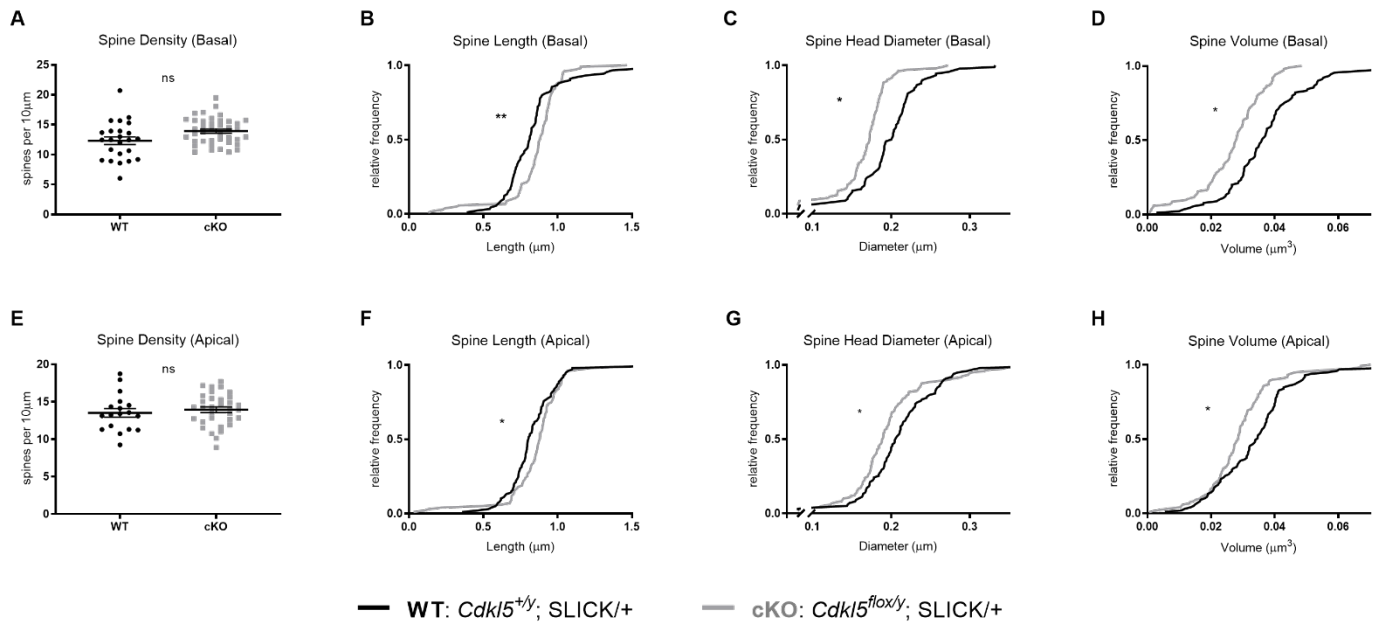 A
Spine Density (Basal)
spines per 10μm
25
20
15
10
5
0
ns
WT
cKO
B
Spine Length (Basal)
relative frequency
1.0
0.5
0.0
**
0.0
0.5
1.0
1.5
Length (μm)
C
Spine Head Diameter (Basal)
relative frequency
1.0
0.5
0.0
*
0.1
0.2
0.3
Diameter (μm)
D
Spine Volume (Basal)
relative frequency
1.0
0.5
0.0
*
0.00
0.02
0.04
0.06
Volume (μm³)
E
Spine Density (Apical)
spines per 10μm
20
15
10
5
0
ns
WT
cKO
F
Spine Length (Apical)
relative frequency
1.0
0.5
0.0
*
0.0
0.5
1.0
1.5
Length (μm)
G
Spine Head Diameter (Apical)
relative frequency
1.0
0.5
0.0
*
0.1
0.2
0.3
Diameter (μm)
H
Spine Volume (Apical)
relative frequency
1.0
0.5
0.0
*
0.00
0.02
0.04
0.06
Volume (μm³)
WT: Cdkl5+/y; SLICK/+
cKO: Cdkl5flox/y; SLICK/+